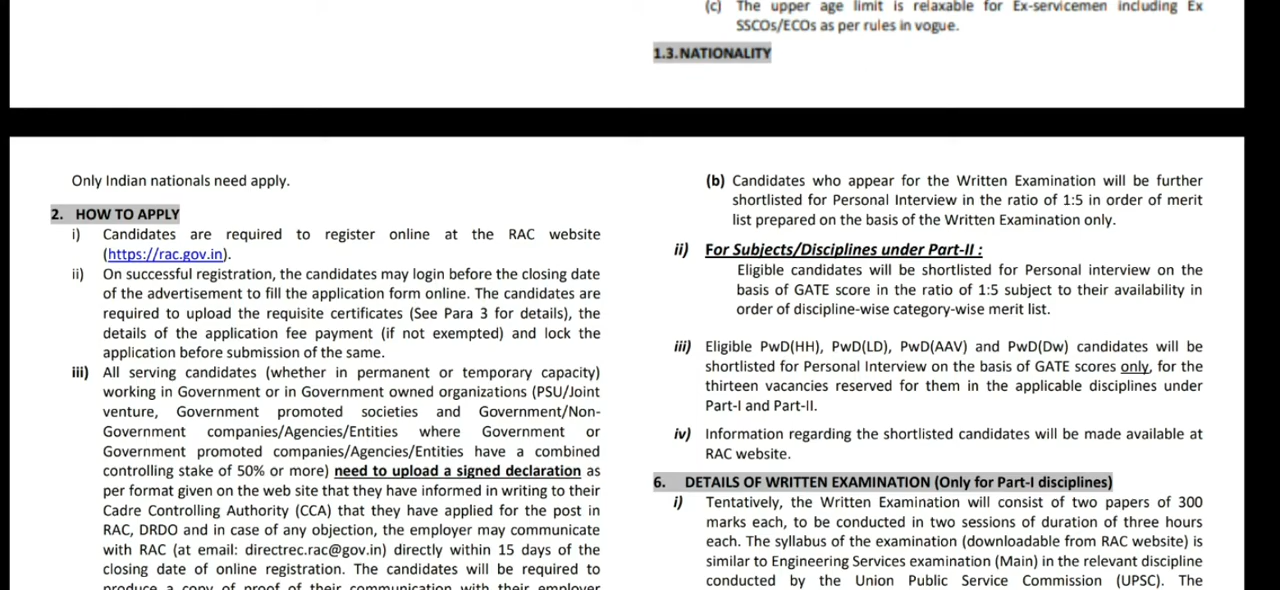 (c) The upper age limit is relaxable for Ex-servicemen including Ex
SSCOs/ECOs as per rules in vogue.
1.3.NATIONALITY
Only Indian nationals need apply.
2. HOW TO APPLY
i) Candidates are required to register online at the RAC website
(https://rac.gov.in).
ii) On successful registration, the candidates may login before the closing date
of the advertisement to fill the application form online. The candidates are
required to upload the requisite certificates (See Para 3 for details), the
details of the application fee payment (if not exempted) and lock the
application before submission of the same.
iii) All serving candidates (whether in permanent or temporary capacity)
working in Government or in Government owned organizations (PSU/Joint
venture, Government promoted societies and Government/Non-
Government companies/Agencies/Entities where Government or
Government promoted companies/Agencies/Entities have a combined
controlling stake of 50% or more) need to upload a signed declaration as
per format given on the web site that they have informed in writing to their
Cadre Controlling Authority (CCA) that they have applied for the post in
RAC, DRDO and in case of any objection, the employer may communicate
with RAC (at email: directrec.rac@gov.in) directly within 15 days of the
closing date of online registration. The candidates will be required to
produce a copy of proof of their communication with their employer
(b) Candidates who appear for the Written Examination will be further
shortlisted for Personal Interview in the ratio of 1:5 in order of merit
list prepared on the basis of the Written Examination only.
ii) For Subjects/Disciplines under Part-II :
Eligible candidates will be shortlisted for Personal interview on the
basis of GATE score in the ratio of 1:5 subject to their availability in
order of discipline-wise category-wise merit list.
iii) Eligible PwD(HH), PwD(LD), PwD(AAV) and PwD(Dw) candidates will be
shortlisted for Personal Interview on the basis of GATE scores only, for the
thirteen vacancies reserved for them in the applicable disciplines under
Part-I and Part-II.
iv) Information regarding the shortlisted candidates will be made available at
RAC website.
6. DETAILS OF WRITTEN EXAMINATION (Only for Part-I disciplines)
i) Tentatively, the Written Examination will consist of two papers of 300
marks each, to be conducted in two sessions of duration of three hours
each. The syllabus of the examination (downloadable from RAC website) is
similar to Engineering Services examination (Main) in the relevant discipline
conducted by the Union Public Service Commission (UPSC). The